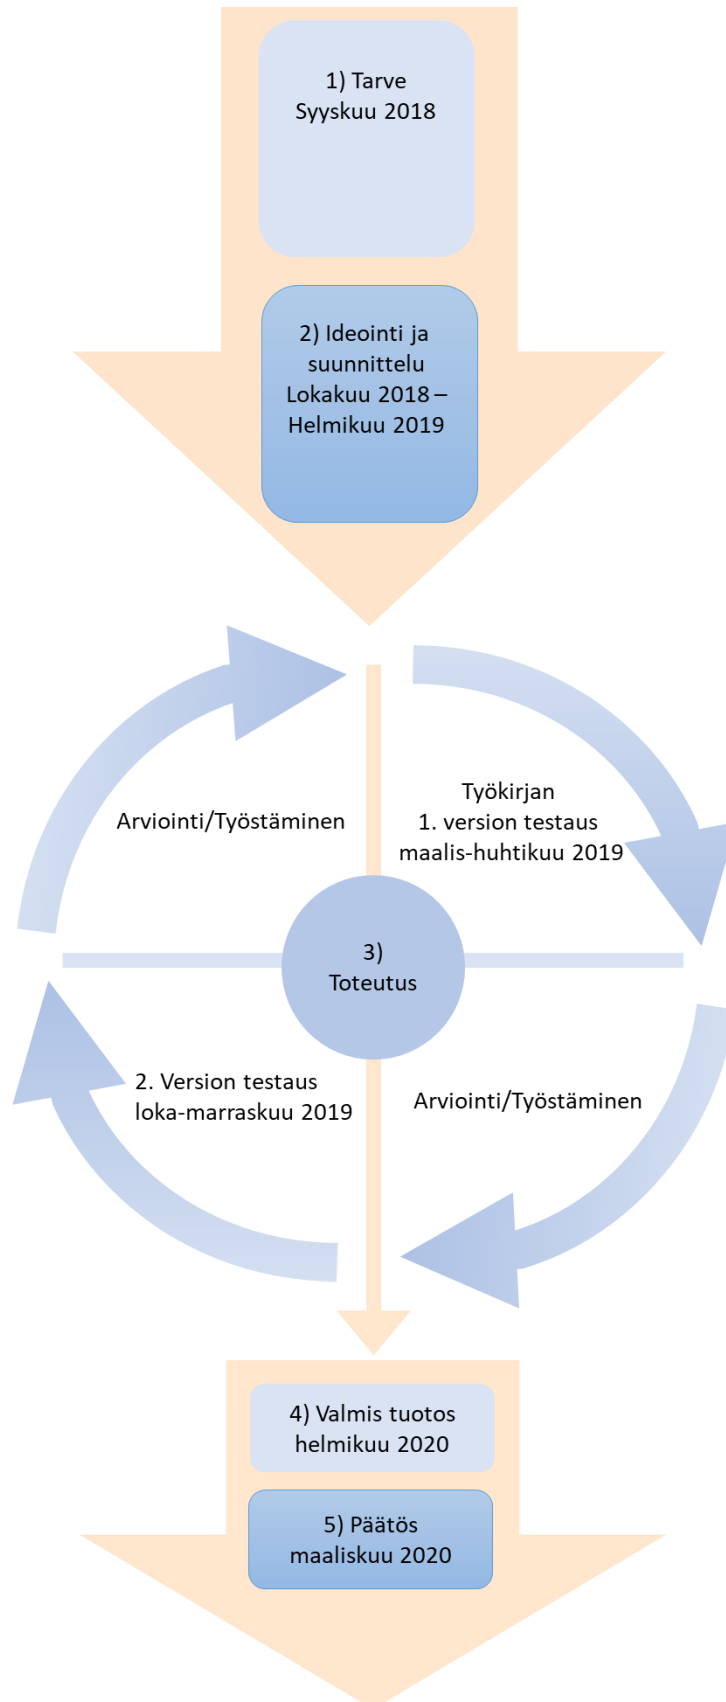 1) Tarve
Syyskuu 2018
2) Ideointi ja
suunnittelu
Lokakuu 2018 –
Helmikuu 2019
Arviointi/Työstäminen
Työkirjan
1. version testaus
maalis-huhtikuu 2019
3)
Toteutus
2. Version testaus
loka-marraskuu 2019
Arviointi/Työstäminen
4) Valmis tuotos
helmikuu 2020
5) Päätös
maaliskuu 2020